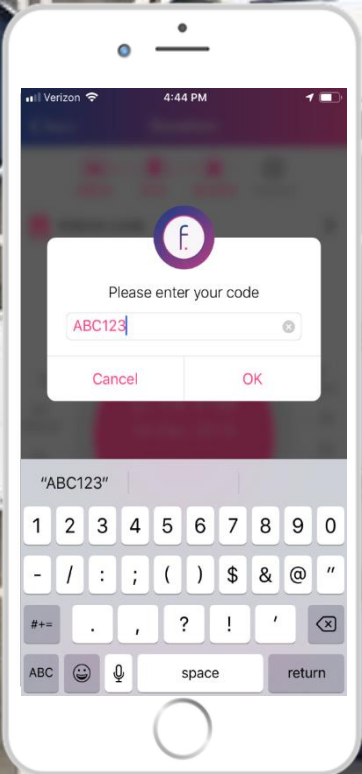 Verizon 4:44 PM
f.
Please enter your code
ABC123
Cancel OK
"ABC123"
1 2 3 4 5 6 7 8 9 0
- / : ; ( ) $ & @ "
#+= . , ? ! '
ABC space return